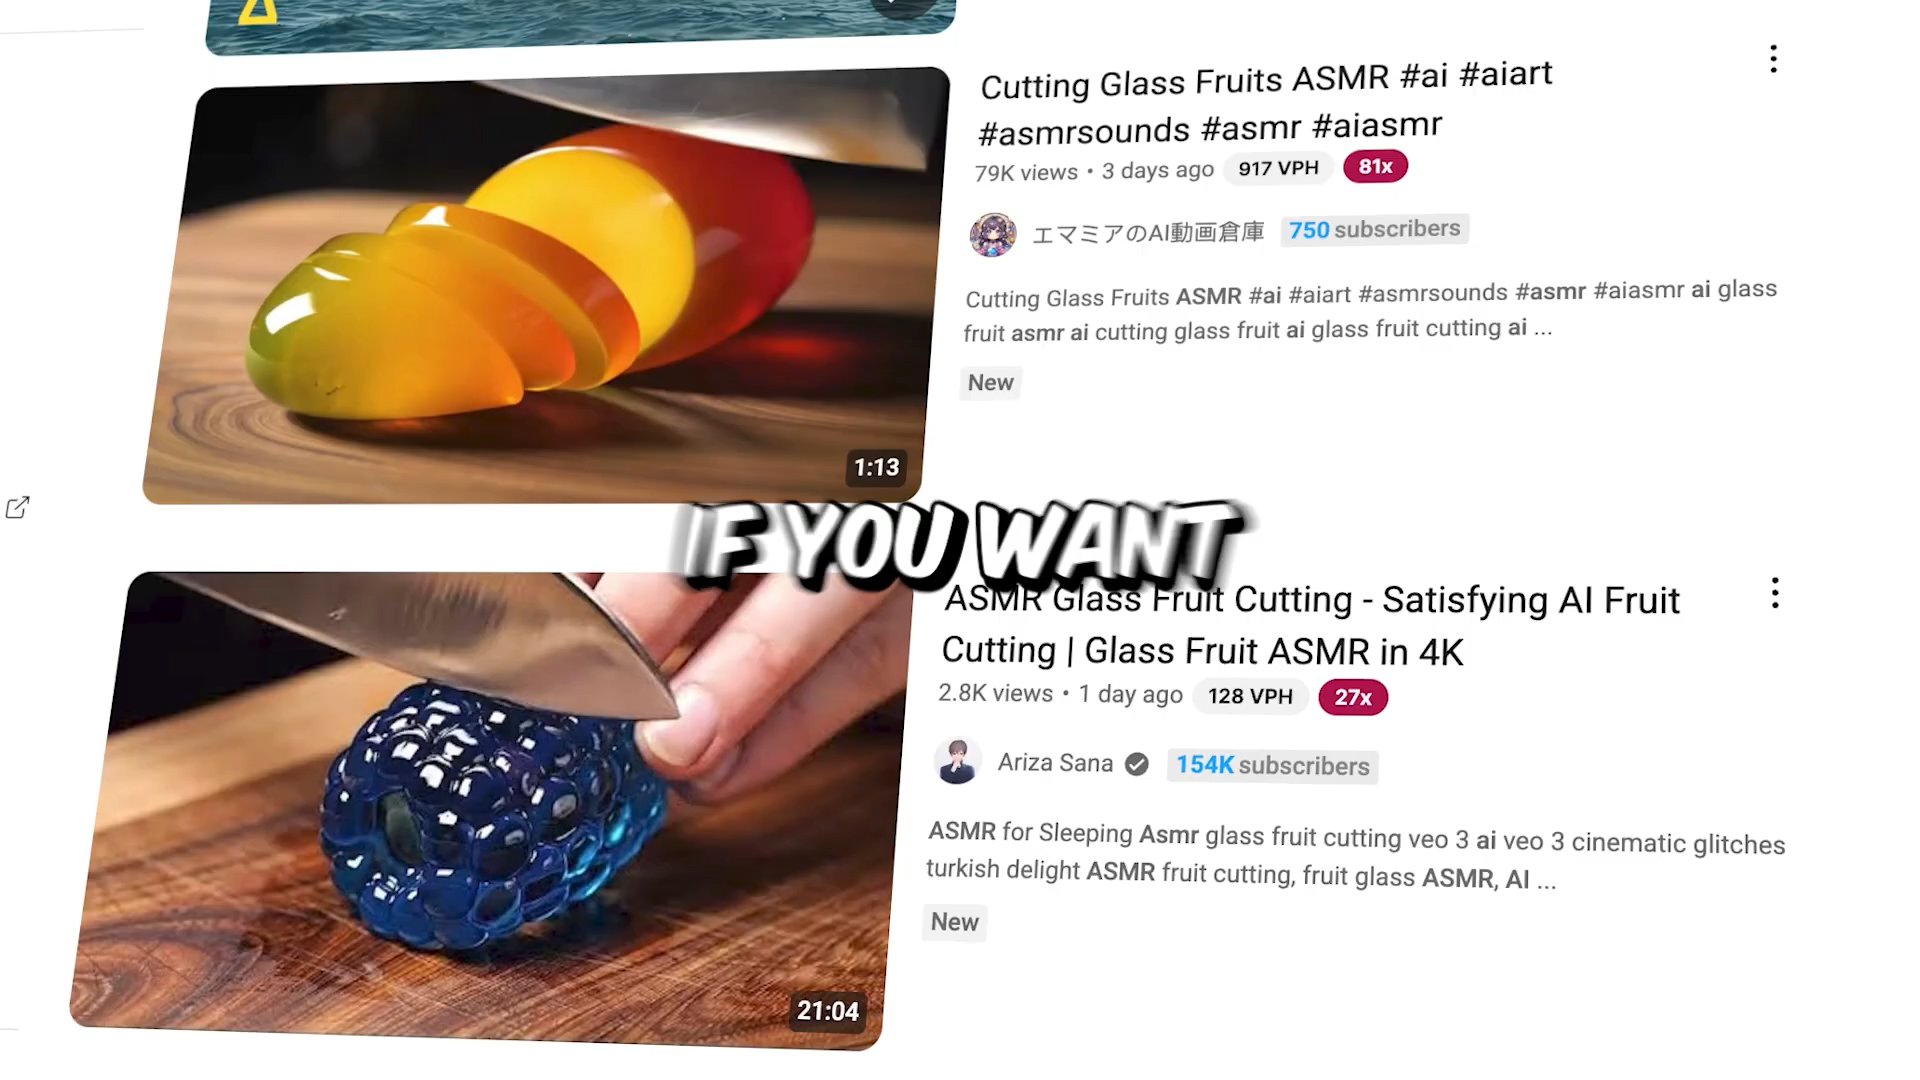 Cutting Glass Fruits ASMR #ai #aiart
#asmrsounds #asmr #aiasmr
79K views • 3 days ago 917 VPH 81x
エマミアのAI動画倉庫 750 subscribers
Cutting Glass Fruits ASMR #ai #aiart #asmrsounds #asmr #aiasmr ai glass
fruit asmr ai cutting glass fruit ai glass fruit cutting ai ...
New
1:13
IF YOU WANT
ASMR Glass Fruit Cutting - Satisfying AI Fruit
Cutting | Glass Fruit ASMR in 4K
2.8K views • 1 day ago 128 VPH 27x
Ariza Sana 154K subscribers
ASMR for Sleeping Asmr glass fruit cutting veo 3 ai veo 3 cinematic glitches
turkish delight ASMR fruit cutting, fruit glass ASMR, AI ...
New
21:04